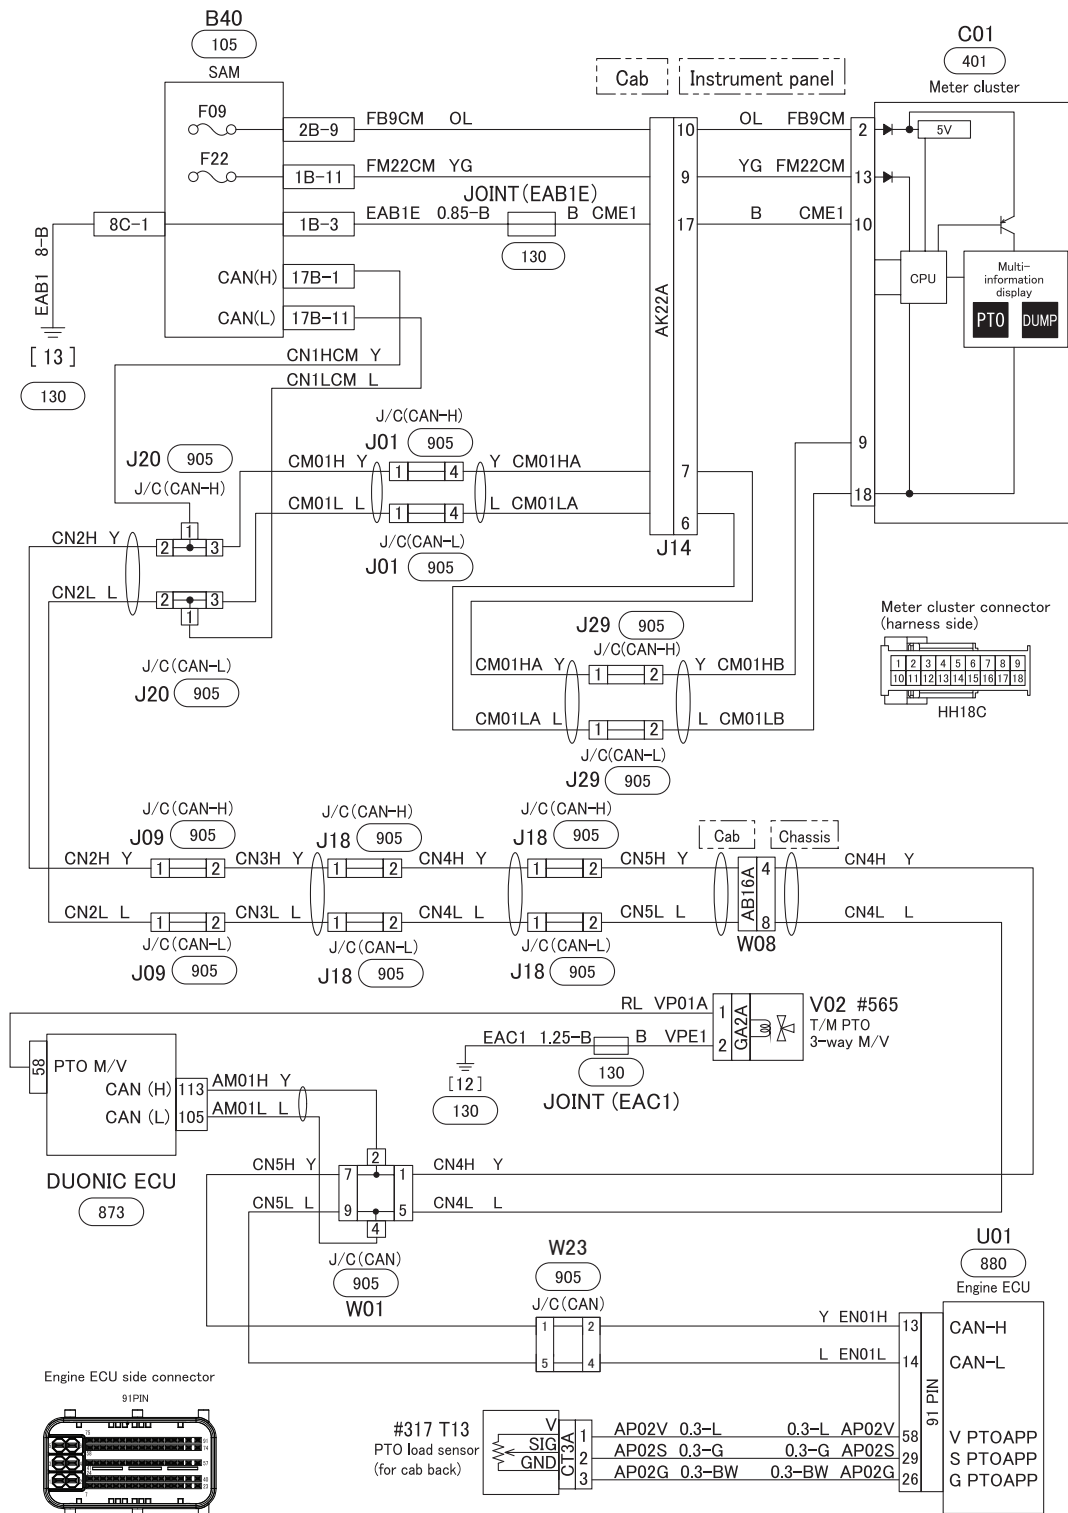 B40
105
SAM
C01
401
Meter cluster
Cab
Instrument panel
F09
2B-9
FB9CM OL
10
OL FB9CM
2
5V
F22
1B-11
FM22CM YG
9
YG FM22CM
13
JOINT(EAB1E)
8C-1
1B-3
EAB1E 0.85-B
B CME1
17
B CME1
10
130
EAB1 8-B
CAN(H)
17B-1
CAN(L)
17B-11
AK22A
CPU
Multi-
information
display
PTO
DUMP
[ 13 ]
130
CN1HCM Y
CN1LCM L
J/C(CAN-H)
J01 905
J20 905
J/C(CAN-H)
CM01H Y
1 4
Y CM01HA
7
9
CM01L L
1 4
L CM01LA
6
18
J/C(CAN-L)
J01 905
J14
1
CN2H Y
2 3
CN2L L
2 3
1
J/C(CAN-L)
J20 905
J29 905
J/C(CAN-H)
CM01HA Y
1 2
Y CM01HB
CM01LA L
1 2
L CM01LB
J/C(CAN-L)
J29 905
Meter cluster connector
(harness side)
1 2 3 4 5 6 7 8 9
10 11 12 13 14 15 16 17 18
HH18C
J/C(CAN-H)
J09 905
J/C(CAN-H)
J18 905
J/C(CAN-H)
J18 905
Cab
Chassis
CN2H Y
1 2
CN3H Y
1 2
CN4H Y
1 2
CN5H Y
4
CN4H Y
AB16A
CN2L L
1 2
CN3L L
1 2
CN4L L
1 2
CN5L L
8
CN4L L
W08
J/C(CAN-L)
J09 905
J/C(CAN-L)
J18 905
J/C(CAN-L)
J18 905
RL VP01A
1
GA2A
V02 #565
T/M PTO
3-way M/V
EAC1 1.25-B
B VPE1
2
[12]
130
130
JOINT (EAC1)
58
PTO M/V
CAN (H)
113
AM01H Y
CAN (L)
105
AM01L L
DUONIC ECU
873
2
CN5H Y
7 1
CN4H Y
CN5L L
9 5
CN4L L
4
J/C(CAN)
905
W01
W23
905
J/C(CAN)
1 2
5 4
U01
880
Engine ECU
Y EN01H
13
CAN-H
L EN01L
14
CAN-L
91 PIN
Engine ECU side connector
91PIN
#317 T13
PTO load sensor
(for cab back)
V
SIG
GND
CT3A
1
AP02V 0.3-L
0.3-L AP02V
58
V PTOAPP
2
AP02S 0.3-G
0.3-G AP02S
29
S PTOAPP
3
AP02G 0.3-BW
0.3-BW AP02G
26
G PTOAPP